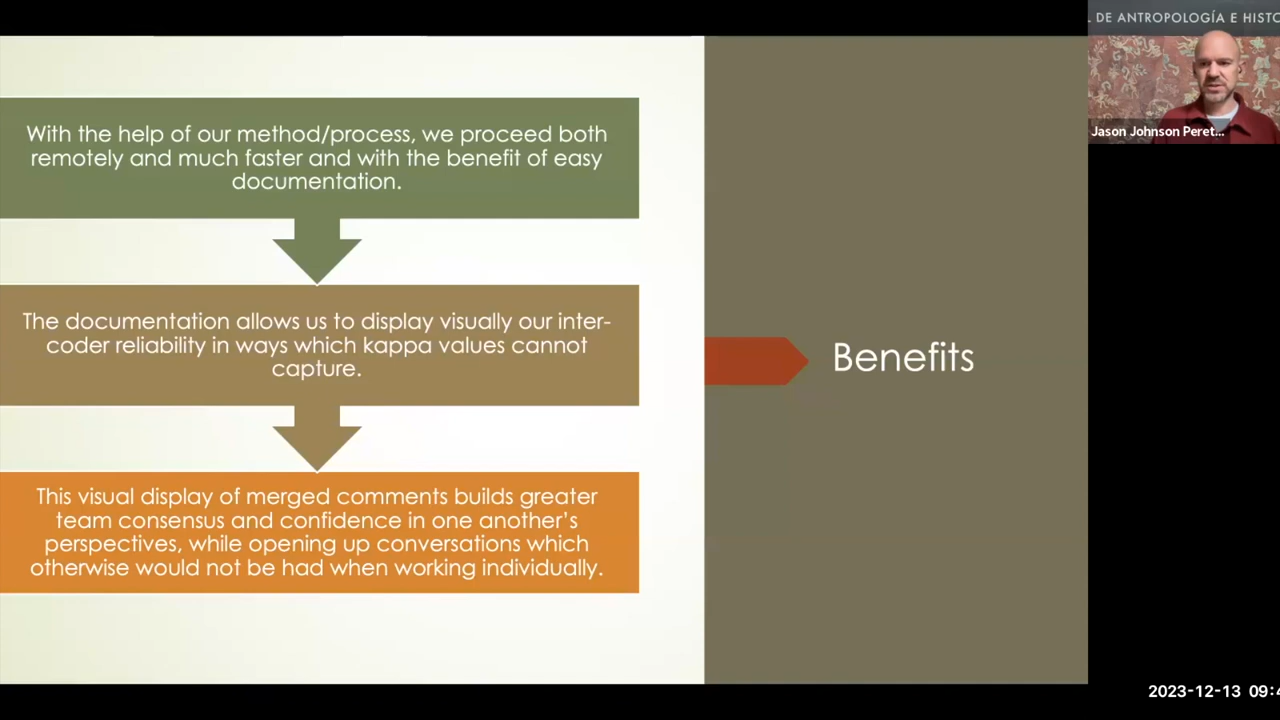 With the help of our method/process, we proceed both
remotely and much faster and with the benefit of easy
documentation.
The documentation allows us to display visually our inter-
coder reliability in ways which kappa values cannot
capture.
This visual display of merged comments builds greater
team consensus and confidence in one another’s
perspectives, while opening up conversations which
otherwise would not be had when working individually.
Benefits
DE ANTROPOLOGÍA E HISTO
Jason Johnson Peret...
2023-12-13 09:4